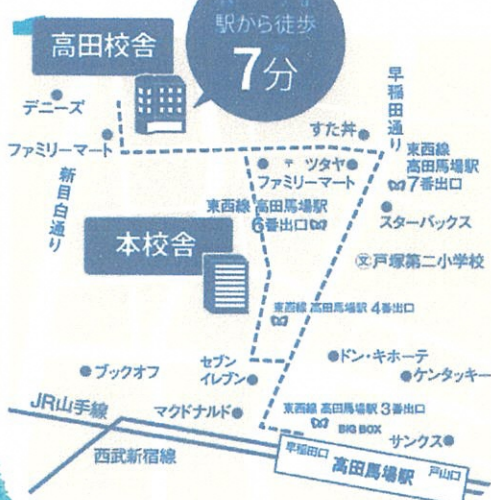 駅から徒歩
7分
高田校舎
デニーズ
ファミリーマート
新目白通り
早稲田通り
すた丼
〒 ツタヤ
ファミリーマート
東西線
高田馬場駅
7番出口
東西線 高田馬場駅
6番出口
スターバックス
本校舎
文 戸塚第二小学校
東西線 高田馬場駅 4番出口
セブン
イレブン
ドン・キホーテ
ブックオフ
ケンタッキー
JR山手線
マクドナルド
東西線 高田馬場駅 3番出口
BIG BOX
サンクス
西武新宿線
早稲田口
高田馬場駅
戸山口